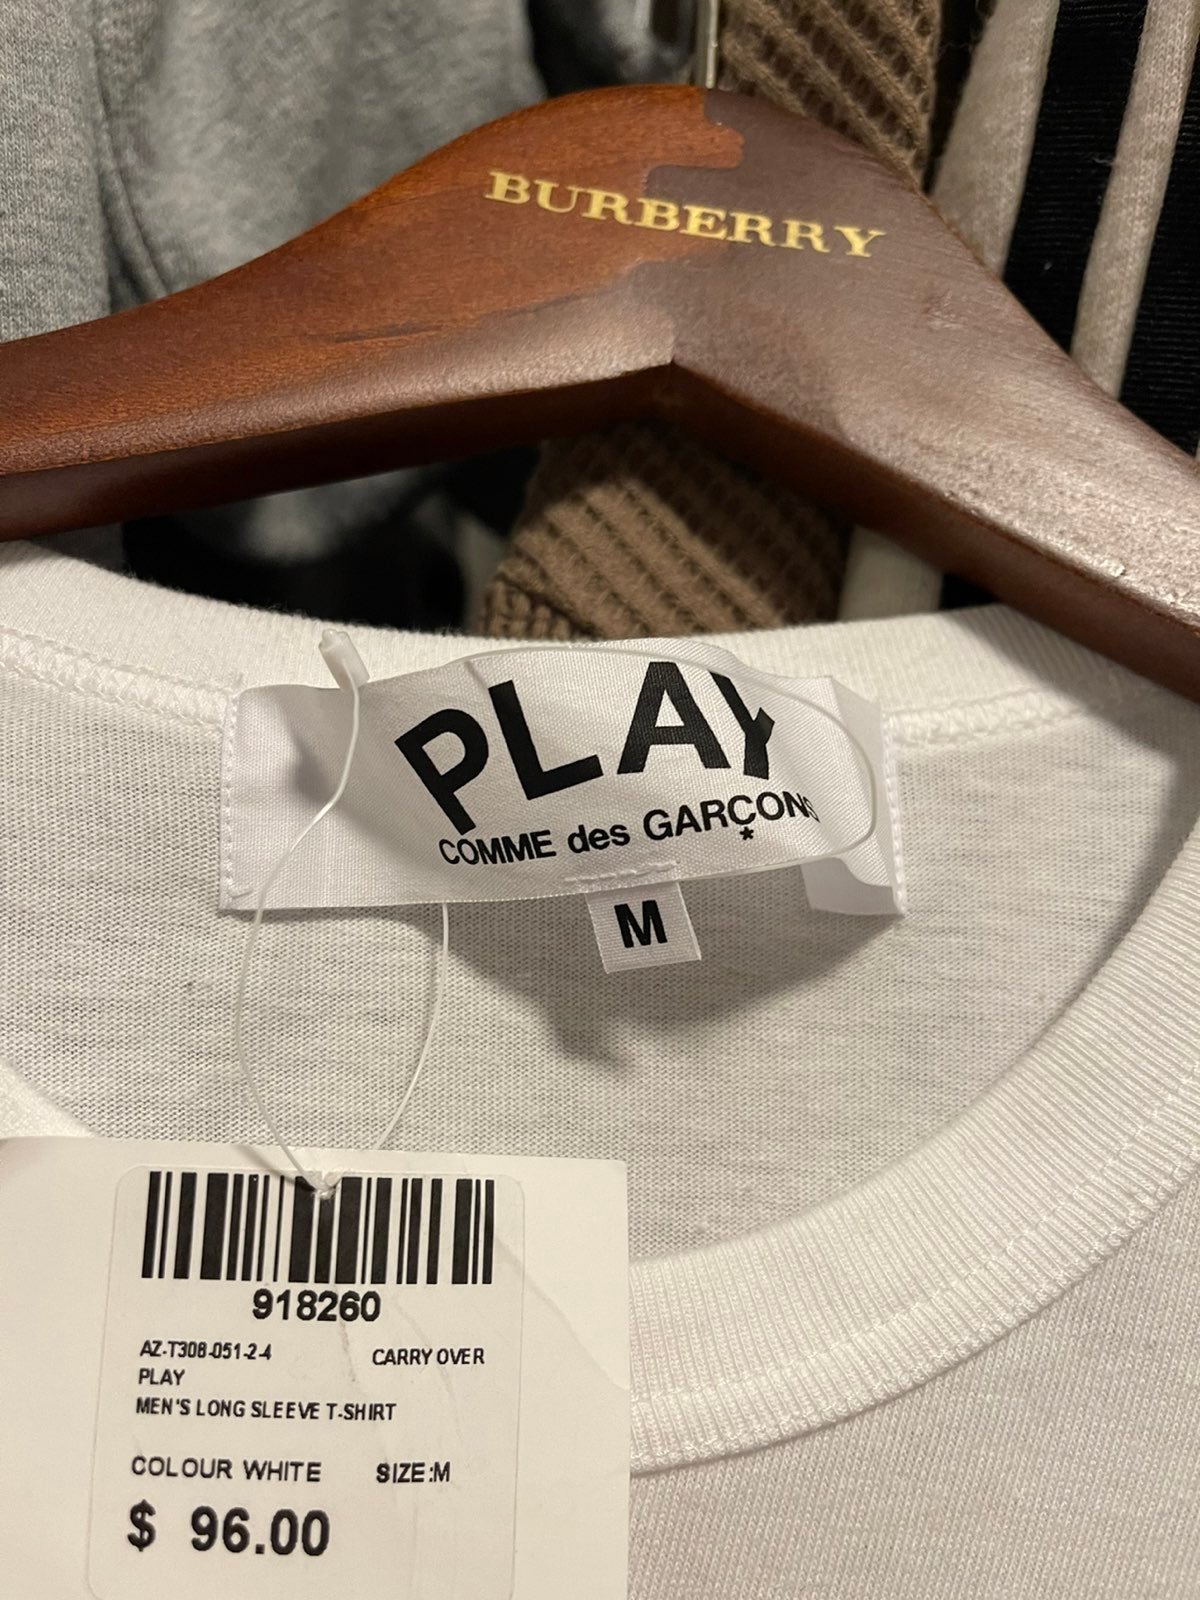 BURBERRY
PLAY
COMME des GARÇONS
*
M
918260
AZ-T308-051-2-4 CARRY OVER
PLAY
MEN'S LONG SLEEVE T-SHIRT
COLOUR WHITE SIZE:M
$ 96.00